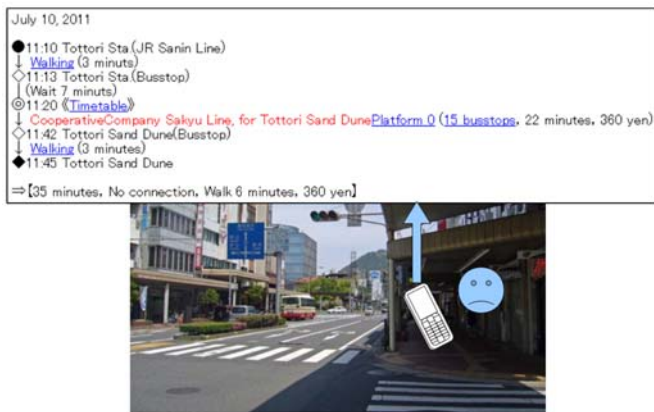 July 10, 2011
●11:10 Tottori Sta.(JR Sanin Line)
↓ Walking (3 minuts)
◇11:13 Tottori Sta.(Busstop)
│(Wait 7 minuts)
◎11:20 《Timetable》
↓ CooperativeCompany Sakyu Line, for Tottori Sand DunePlatform 0 (15 busstops, 22 minutes, 360 yen)
◇11:42 Tottori Sand Dune(Busstop)
↓ Walking (3 minutes)
◆11:45 Tottori Sand Dune
⇒【35 minutes, No connection, Walk 6 minutes, 360 yen】